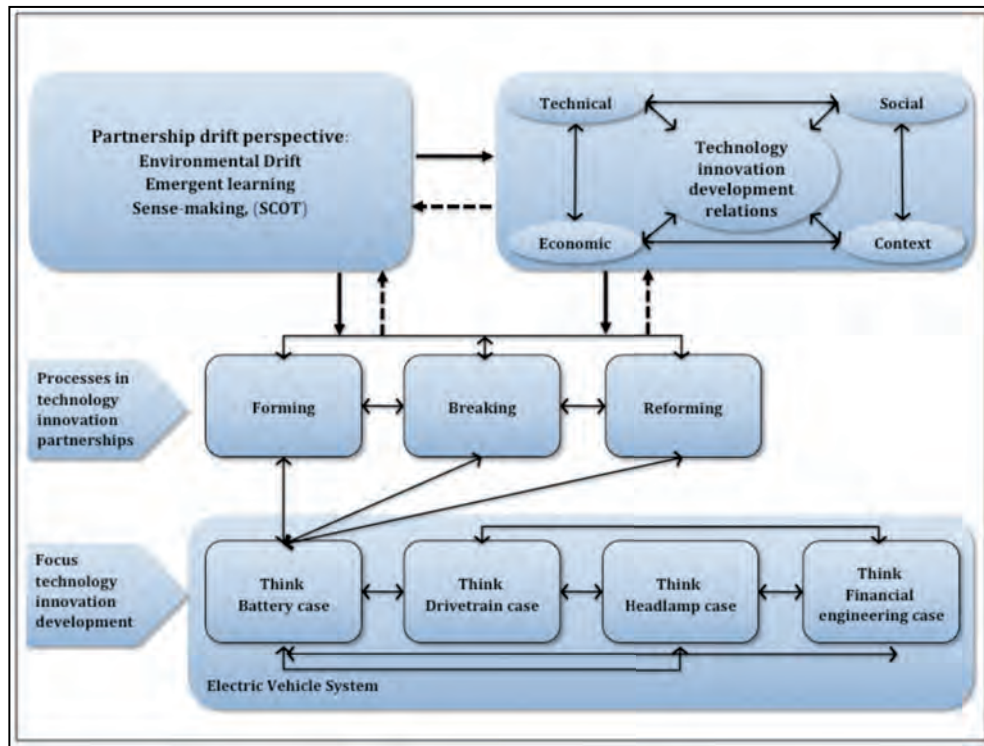 Partnership drift perspective:
Environmental Drift
Emergent learning
Sense-making, (SCOT)
Technical
Social
Technology
innovation
development
relations
Economic
Context
Processes in
technology
innovation
partnerships
Forming
Breaking
Reforming
Focus
technology
innovation
development
Think
Battery case
Think
Drivetrain case
Think
Headlamp case
Think
Financial
engineering case
Electric Vehicle System